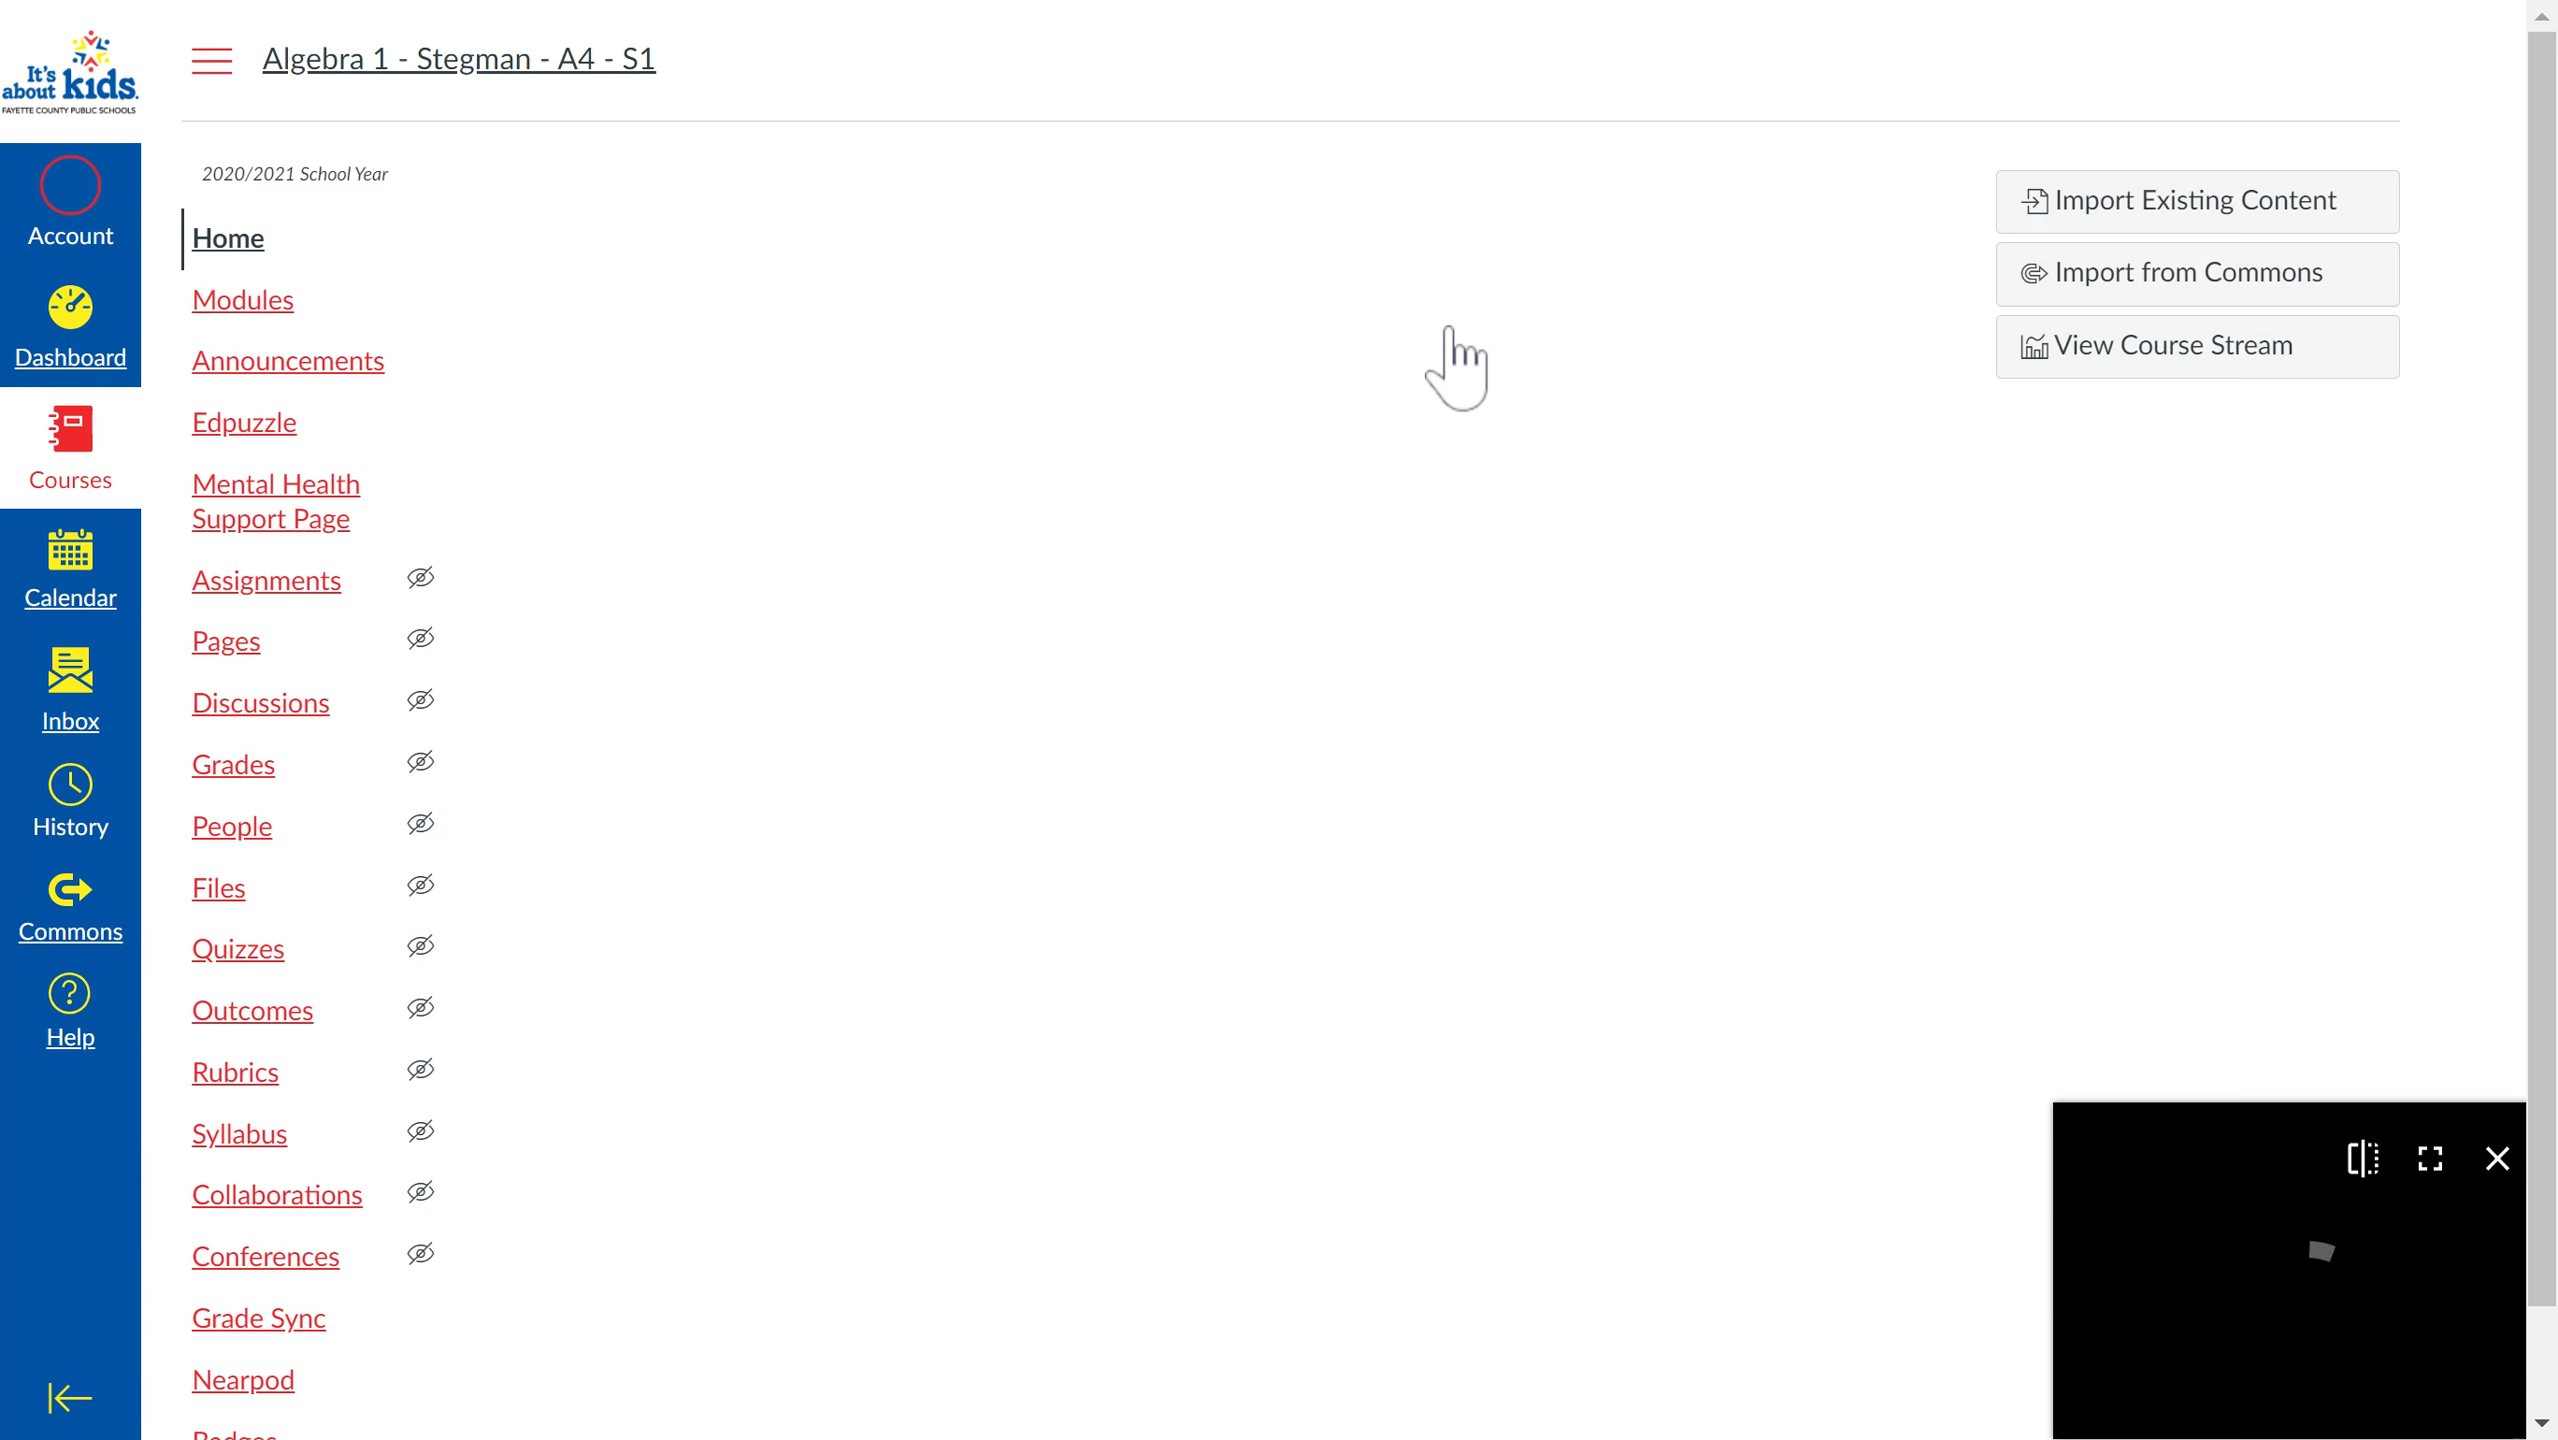 It's
about kids.
FAYETTE COUNTY PUBLIC SCHOOLS
Algebra 1 - Stegman - A4 - S1
Account
Dashboard
Courses
Calendar
Inbox
History
Commons
Help
2020/2021 School Year
Home
Modules
Announcements
Edpuzzle
Mental Health
Support Page
Assignments
Pages
Discussions
Grades
People
Files
Quizzes
Outcomes
Rubrics
Syllabus
Collaborations
Conferences
Grade Sync
Nearpod
Import Existing Content
Import from Commons
View Course Stream